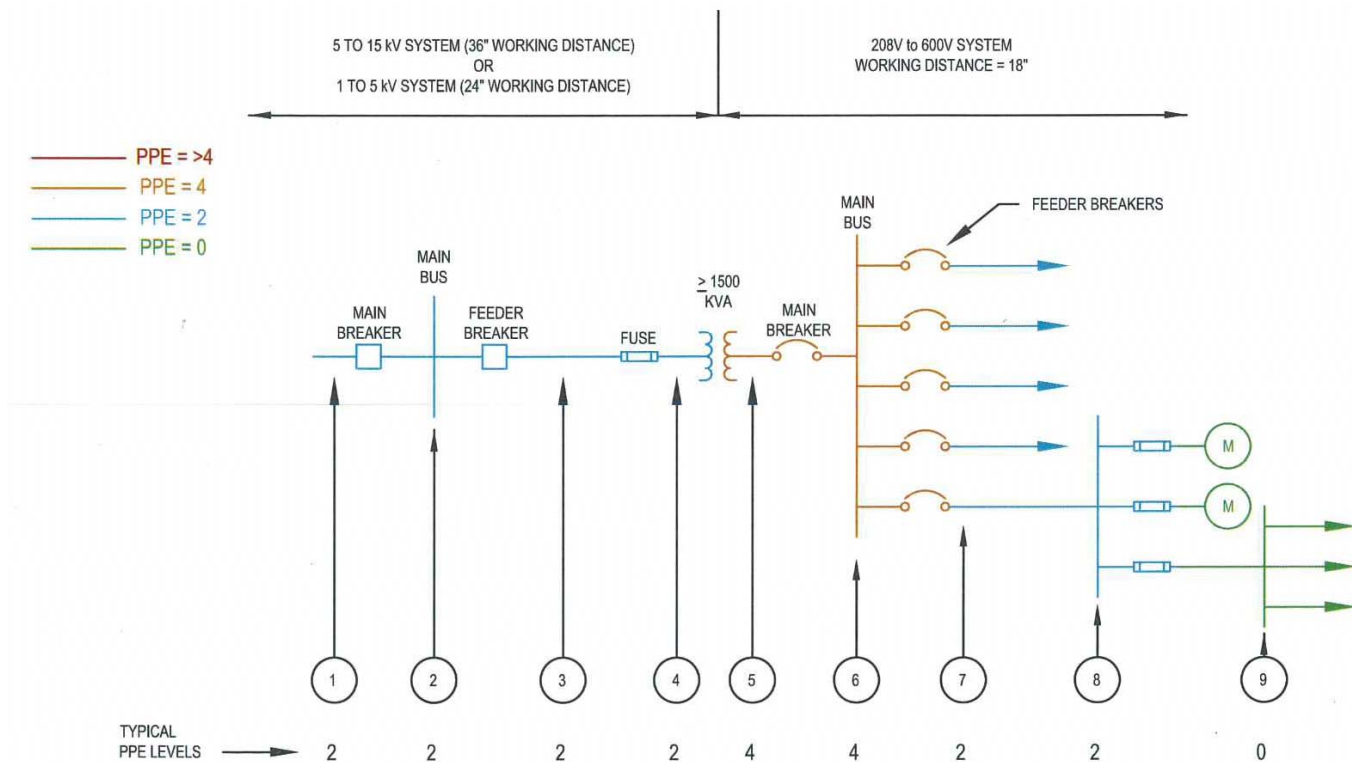 5 TO 15 kV SYSTEM (36" WORKING DISTANCE)
OR
1 TO 5 kV SYSTEM (24" WORKING DISTANCE)
208V to 600V SYSTEM
WORKING DISTANCE = 18"
PPE = >4
PPE = 4
PPE = 2
PPE = 0
MAIN
BUS
FEEDER BREAKERS
MAIN
BUS
≥ 1500
KVA
MAIN
BREAKER
FEEDER
BREAKER
FUSE
MAIN
BREAKER
M
M
1
2
3
4
5
6
7
8
9
TYPICAL
PPE LEVELS
2
2
2
2
4
4
2
2
0